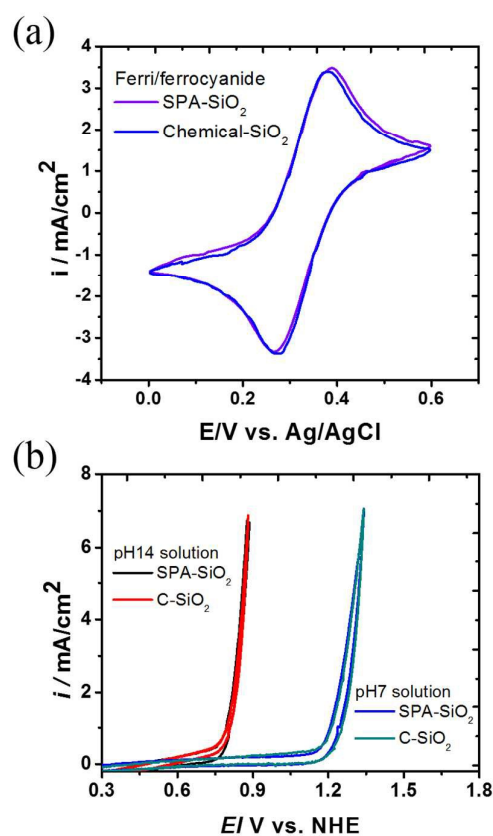 (a)
4
3
2
1
0
-1
-2
-3
-4
i / mA/cm²
Ferri/ferrocyanide
SPA-SiO₂
Chemical-SiO₂
0.0 0.2 0.4 0.6
E/V vs. Ag/AgCl
(b)
8
6
4
2
0
i / mA/cm²
pH14 solution
SPA-SiO₂
C-SiO₂
pH7 solution
SPA-SiO₂
C-SiO₂
0.3 0.6 0.9 1.2 1.5 1.8
E/ V vs. NHE